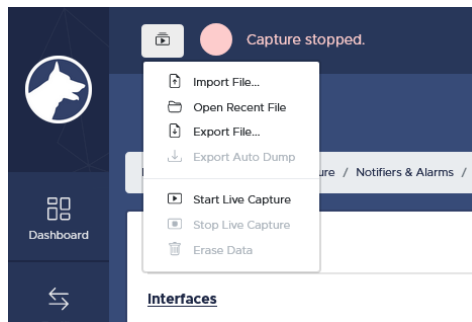 Capture stopped.
Import File...
Open Recent File
Export File...
Export Auto Dump
ure / Notifiers & Alarms /
Start Live Capture
Stop Live Capture
Erase Data
Dashboard
Interfaces